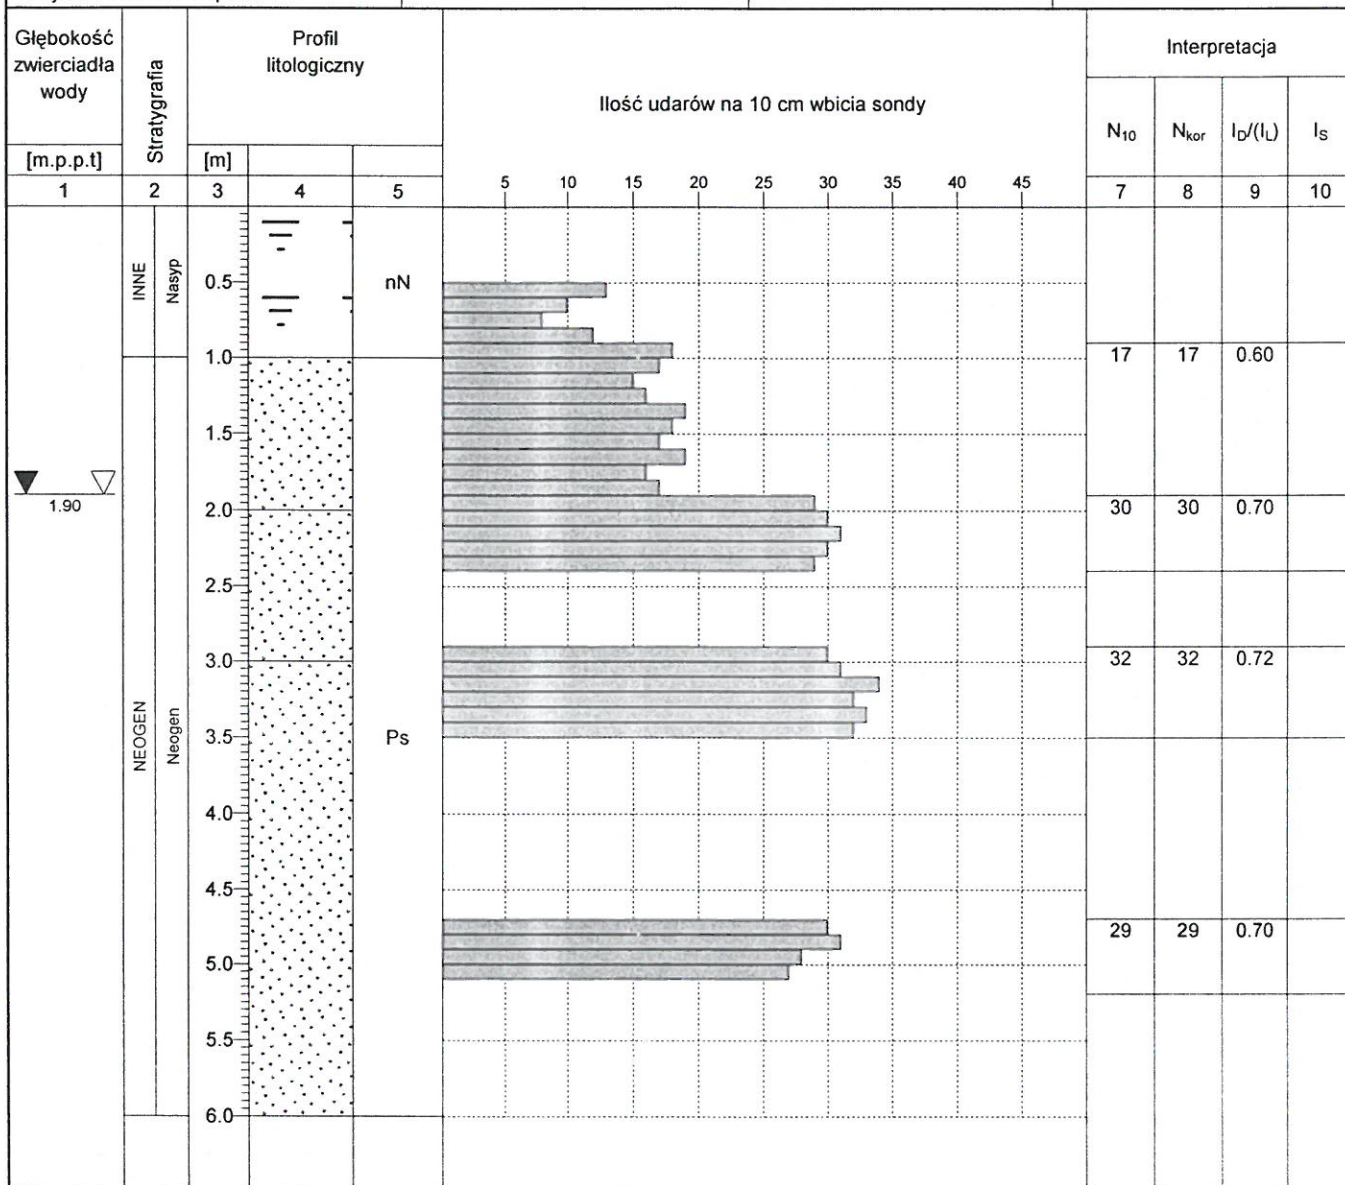 Głębokość
zwierciadła
wody
[m.p.p.t]
Stratygrafia
Profil
litologiczny
[m]
Ilość udarów na 10 cm wbicia sondy
Interpretacja
N₁₀ N_kor I_D/(I_L) I_S
5 10 15 20 25 30 35 40 45
1 2 3 4 5 7 8 9 10
INNE
Nasyp
0.5
nN
1.0
17 17 0.60
1.5
1.90
2.0
30 30 0.70
2.5
3.0
32 32 0.72
NEOGEN
Neogen
3.5
Ps
4.0
4.5
29 29 0.70
5.0
5.5
6.0